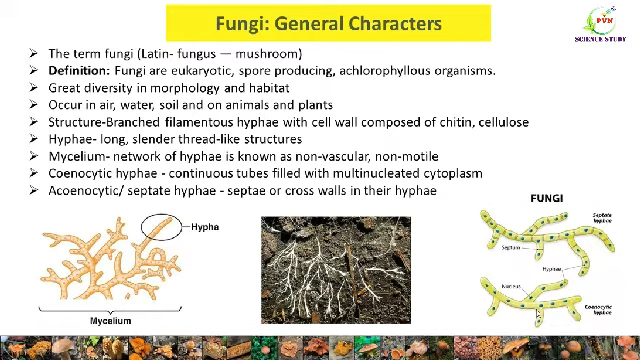 Fungi: General Characters
PVN
SCIENCE STUDY
➤ The term fungi (Latin- fungus — mushroom)
➤ Definition: Fungi are eukaryotic, spore producing, achlorophyllous organisms.
➤ Great diversity in morphology and habitat
➤ Occur in air, water, soil and on animals and plants
➤ Structure-Branched filamentous hyphae with cell wall composed of chitin, cellulose
➤ Hyphae- long, slender thread-like structures
➤ Mycelium- network of hyphae is known as non-vascular, non-motile
➤ Coenocytic hyphae - continuous tubes filled with multinucleated cytoplasm
➤ Acoenocytic/ septate hyphae - septae or cross walls in their hyphae
Hypha
Mycelium
FUNGI
Septate
hyphae
Septum
Hyphae
Nucleus
Coenocytic
hyphae